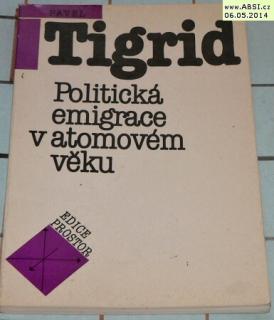 www.ABSI.cz
06.05.2014
PAVEL
Tigrid
Politická
emigrace
v atomovém
věku
EDICE
PROSTOR